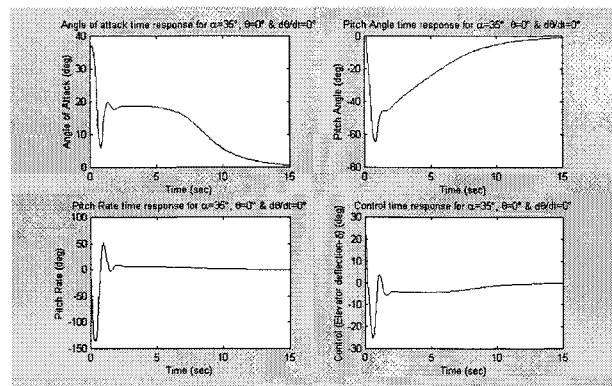 Angle of attack time response for α=35°, θ=0° & dθ/dt=0°
Angle of Attack (deg)
40
30
20
10
0
0 5 10 15
Time (sec)
Pitch Angle time response for α=35°, θ=0° & dθ/dt=0°
Pitch Angle (deg)
0
-20
-40
-60
-80
0 5 10 15
Time (sec)
Pitch Rate time response for α=35°, θ=0° & dθ/dt=0°
Pitch Rate (deg)
100
50
0
-50
-100
-150
0 5 10 15
Time (sec)
Control time response for α=35°, θ=0° & dθ/dt=0°
Control (Elevator deflection-δ) (deg)
30
20
10
0
-10
-20
-30
0 5 10 15
Time (sec)